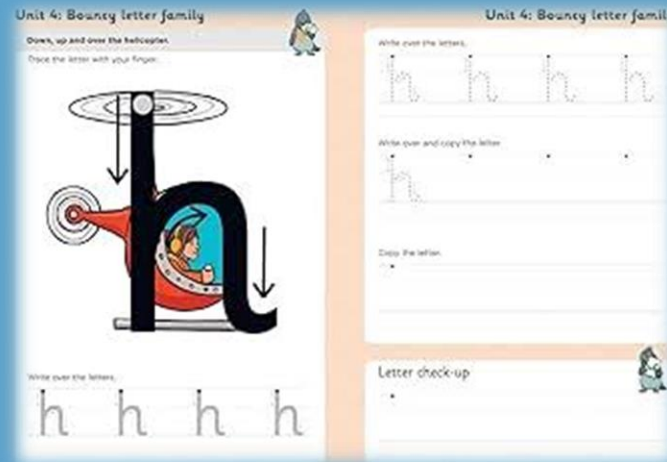 Unit 4: Bouncy letter family
Down, up and over the helicopter.
Trace the letter with your finger.
h
Write over the letters.
h h h h
Unit 4: Bouncy letter famil
Write over the letters.
h h h h
Write over and copy the letter.
h
Copy the letter.
Letter check-up